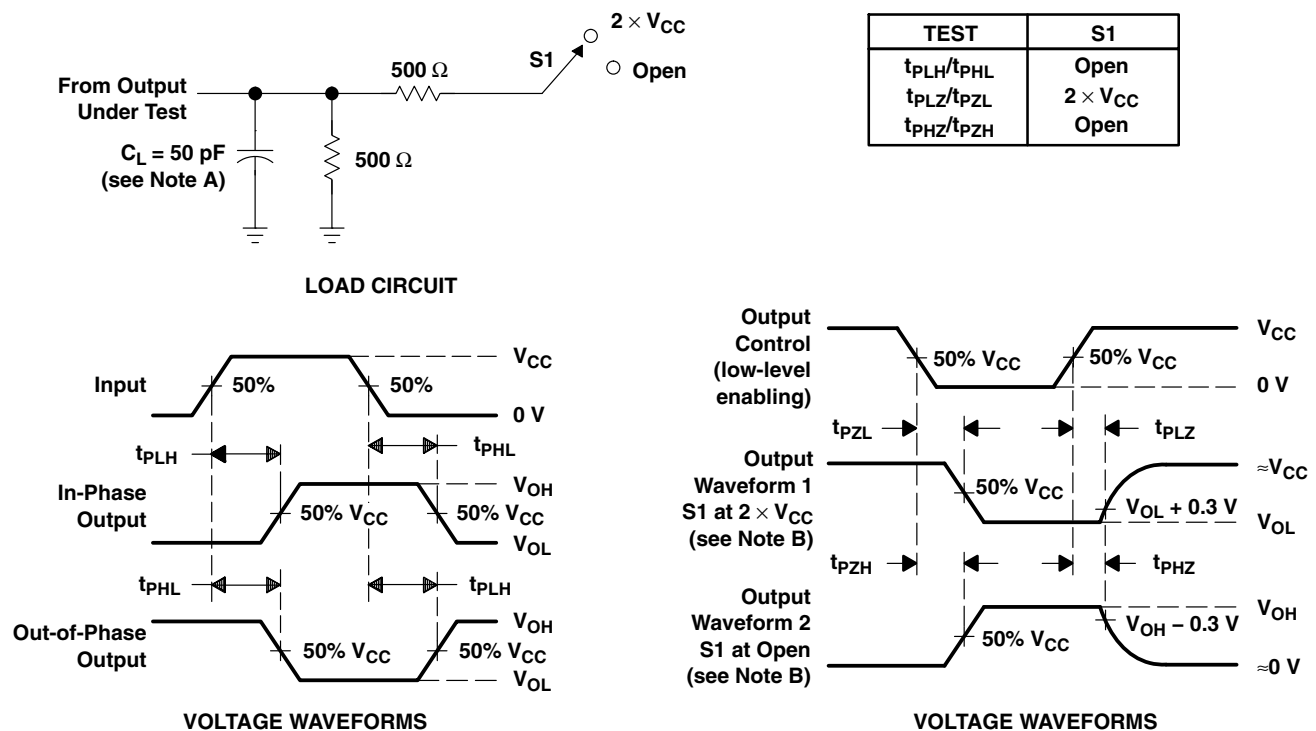 2 × VCC
S1
Open
500 Ω
From Output
Under Test
CL = 50 pF
(see Note A)
500 Ω
LOAD CIRCUIT
TEST S1
tPLH/tPHL Open
tPLZ/tPZL 2 × VCC
tPHZ/tPZH Open
Input
50%
50%
VCC
0 V
tPLH
tPHL
In-Phase
Output
50% VCC
VOH
50% VCC
VOL
tPHL
tPLH
Out-of-Phase
Output
50% VCC
VOH
50% VCC
VOL
VOLTAGE WAVEFORMS
Output
Control
(low-level
enabling)
50% VCC
50% VCC
VCC
0 V
tPZL
tPLZ
Output
Waveform 1
S1 at 2 × VCC
(see Note B)
50% VCC
≈VCC
VOL + 0.3 V
VOL
tPZH
tPHZ
Output
Waveform 2
S1 at Open
(see Note B)
50% VCC
VOH
VOH − 0.3 V
≈0 V
VOLTAGE WAVEFORMS